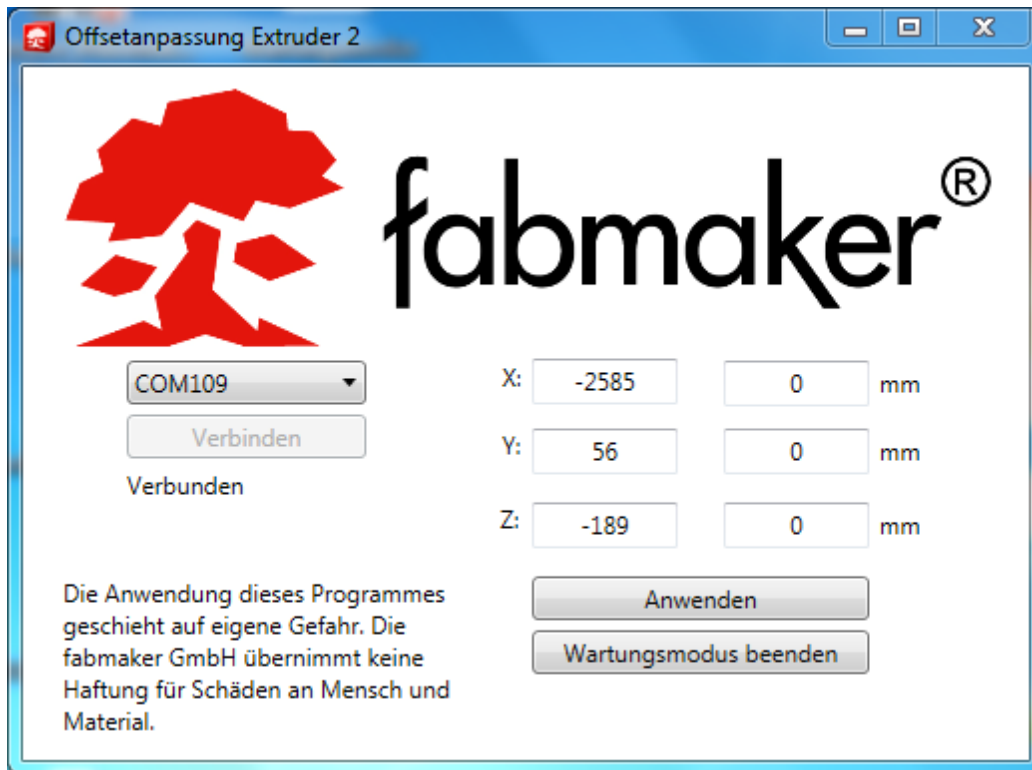 Offsetanpassung Extruder 2
fabmaker®
COM109
Verbinden
Verbunden
X: -2585 0 mm
Y: 56 0 mm
Z: -189 0 mm
Anwenden
Wartungsmodus beenden
Die Anwendung dieses Programmes
geschieht auf eigene Gefahr. Die
fabmaker GmbH übernimmt keine
Haftung für Schäden an Mensch und
Material.